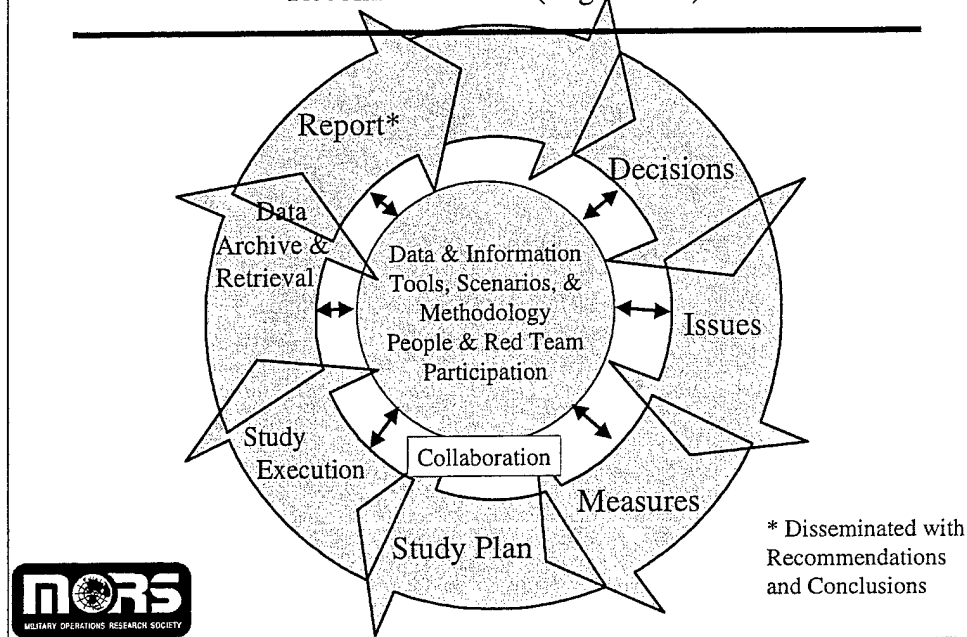 Report*
Decisions
Data
Archive &
Retrieval
Data & Information
Tools, Scenarios, &
Methodology
People & Red Team
Participation
Issues
Study
Execution
Collaboration
Measures
Study Plan
* Disseminated with
Recommendations
and Conclusions
MORS
MILITARY OPERATIONS RESEARCH SOCIETY